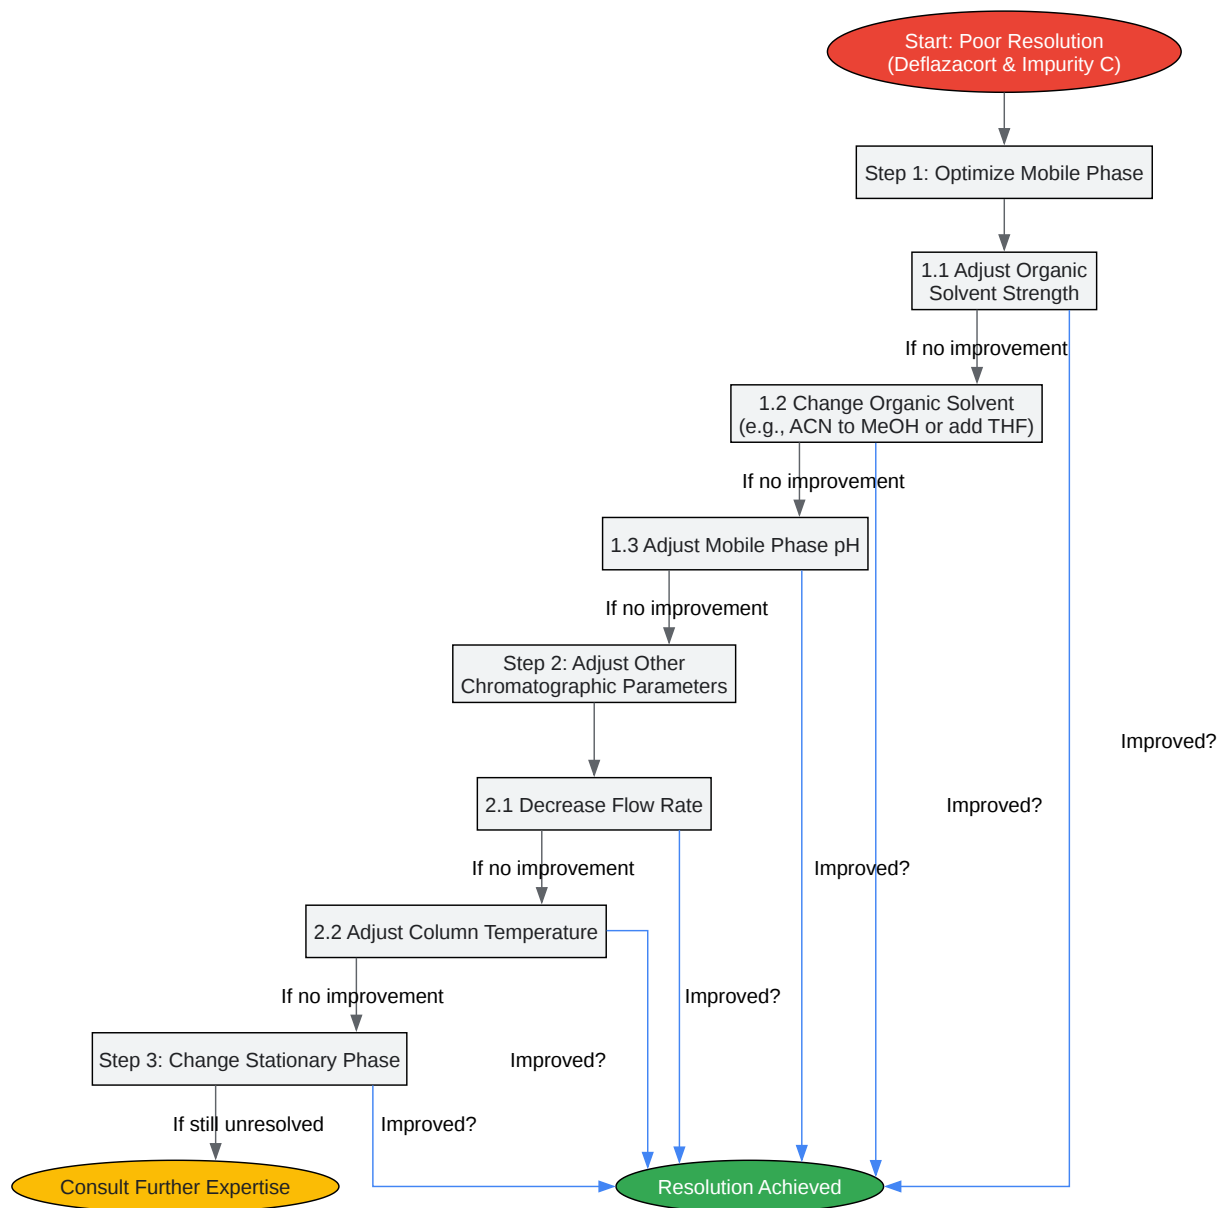 Start: Poor Resolution
(Deflazacort & Impurity C)
Step 1: Optimize Mobile Phase
1.1 Adjust Organic
Solvent Strength
If no improvement
1.2 Change Organic Solvent
(e.g., ACN to MeOH or add THF)
If no improvement
1.3 Adjust Mobile Phase pH
If no improvement
Step 2: Adjust Other
Chromatographic Parameters
Improved?
2.1 Decrease Flow Rate
Improved?
If no improvement
Improved?
2.2 Adjust Column Temperature
If no improvement
Improved?
Step 3: Change Stationary Phase
Improved?
If still unresolved
Improved?
Consult Further Expertise
Resolution Achieved